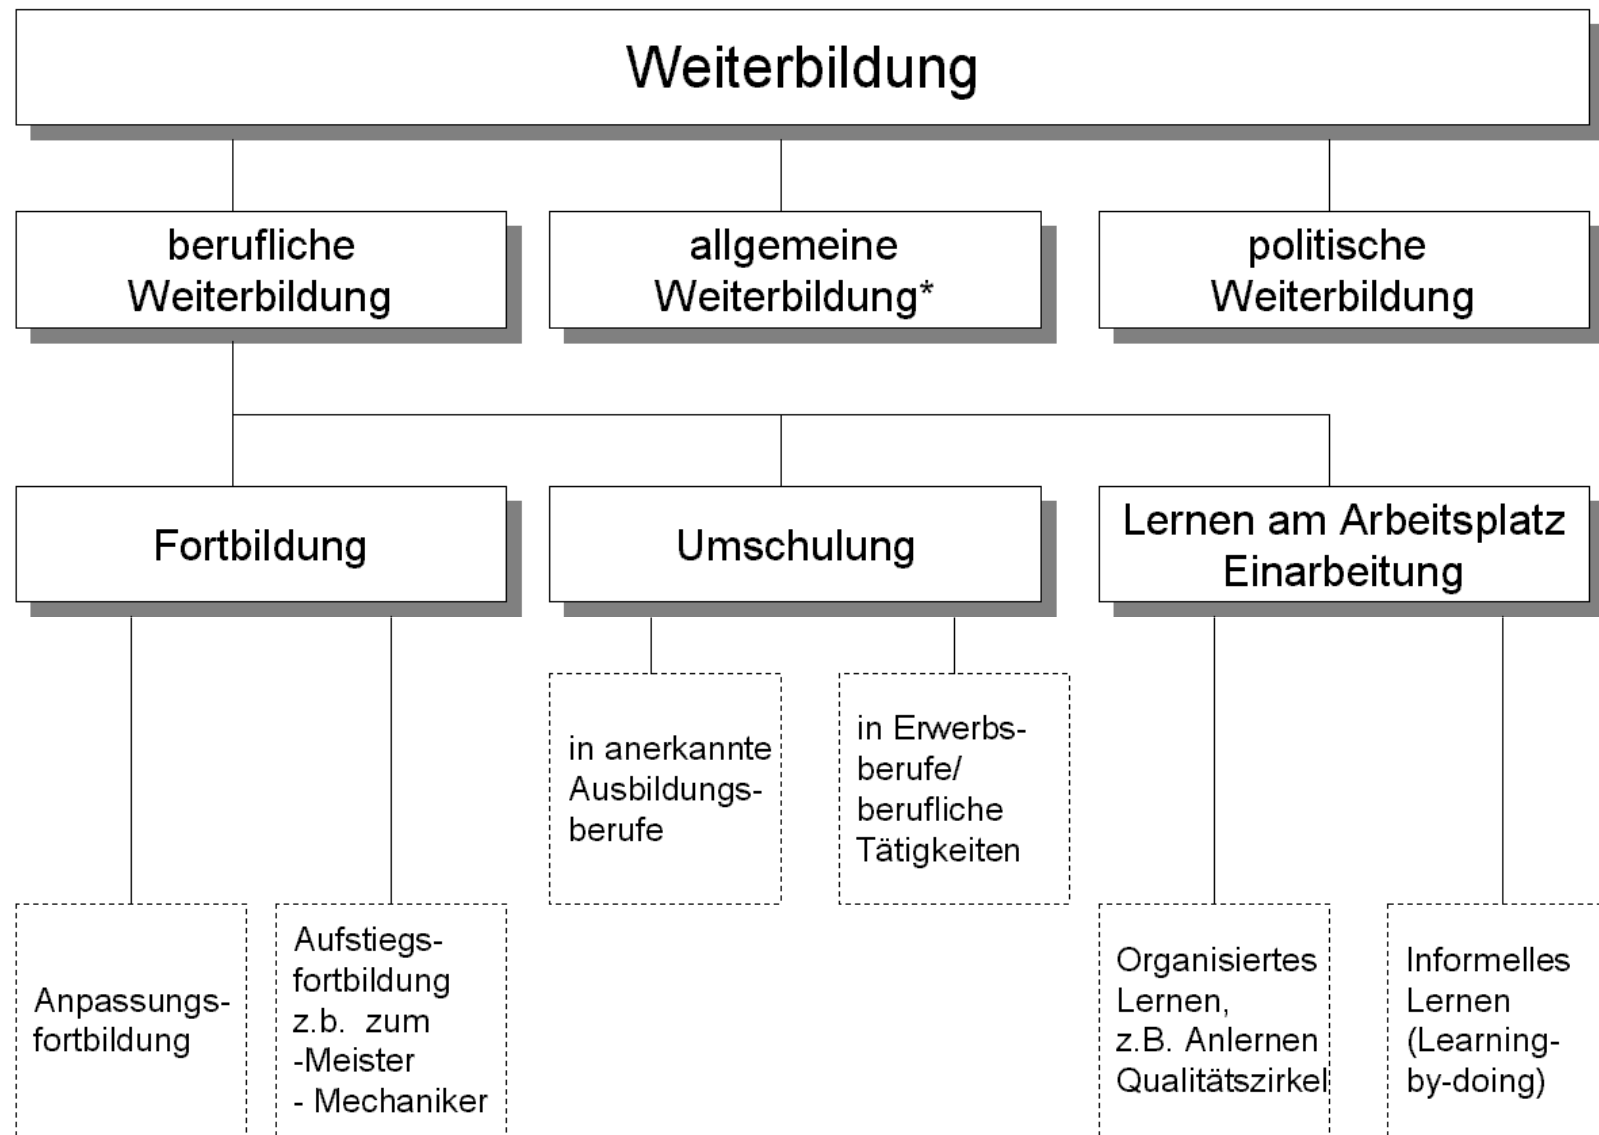 Weiterbildung
berufliche
Weiterbildung
allgemeine
Weiterbildung*
politische
Weiterbildung
Fortbildung
Umschulung
Lernen am Arbeitsplatz
Einarbeitung
in anerkannte
Ausbildungs-
berufe
in Erwerbs-
berufe/
berufliche
Tätigkeiten
Anpassungs-
fortbildung
Aufstiegs-
fortbildung
z.b. zum
-Meister
- Mechaniker
Organisiertes
Lernen,
z.B. Anlernen
Qualitätszirkel
Informelles
Lernen
(Learning-
by-doing)